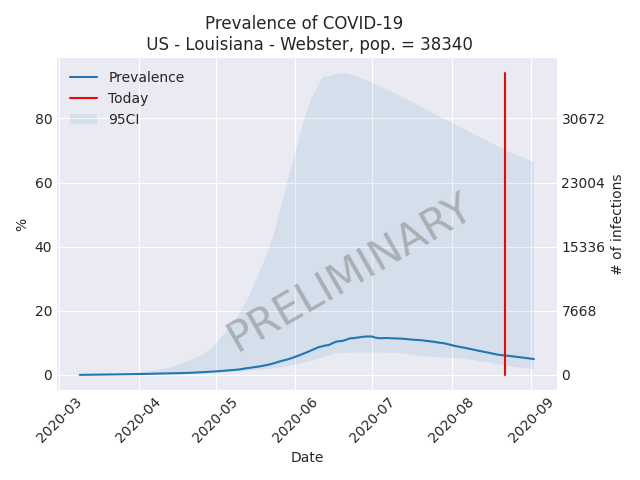 Prevalence of COVID-19
US - Louisiana - Webster, pop. = 38340
Prevalence
Today
95CI
%
80
60
40
20
0
30672
23004
15336
7668
0
# of infections
PRELIMINARY
2020-03
2020-04
2020-05
2020-06
2020-07
2020-08
2020-09
Date